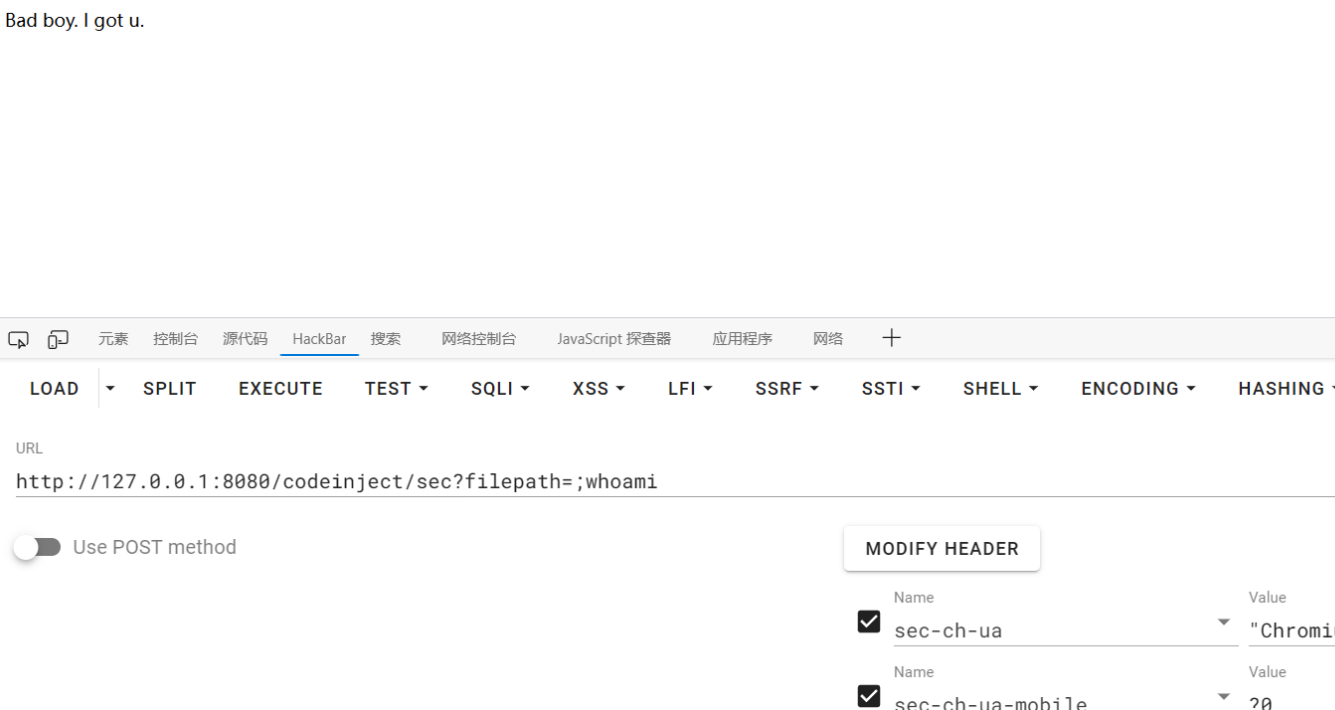 Bad boy. I got u.
元素 控制台 源代码 HackBar 搜索 网络控制台 JavaScript 探查器 应用程序 网络
LOAD SPLIT EXECUTE TEST SQLI XSS LFI SSRF SSTI SHELL ENCODING HASHING
URL
http://127.0.0.1:8080/codeinject/sec?filepath=;whoami
Use POST method
MODIFY HEADER
Name Value
sec-ch-ua "Chromi
Name Value
sec-ch-ua-mobile ?0